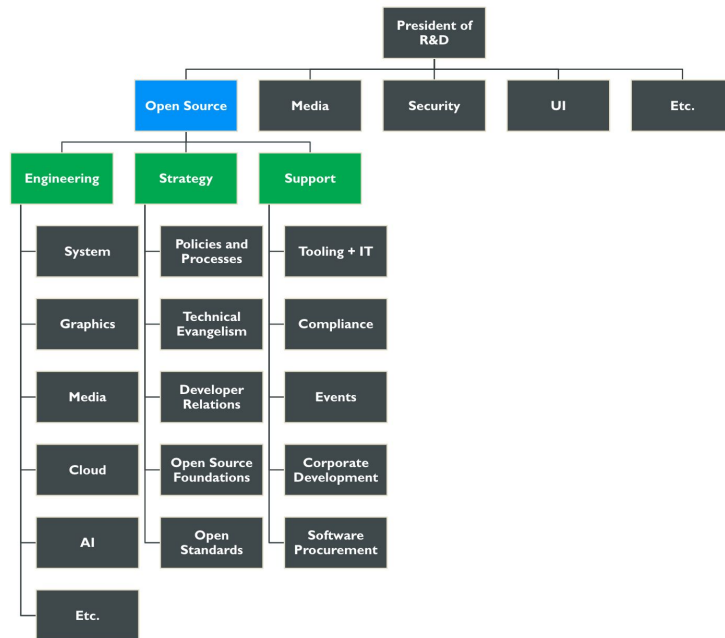 President of
R&D
Open Source
Media
Security
UI
Etc.
Engineering
Strategy
Support
System
Policies and
Processes
Tooling + IT
Graphics
Technical
Evangelism
Compliance
Media
Developer
Relations
Events
Cloud
Open Source
Foundations
Corporate
Development
AI
Open
Standards
Software
Procurement
Etc.